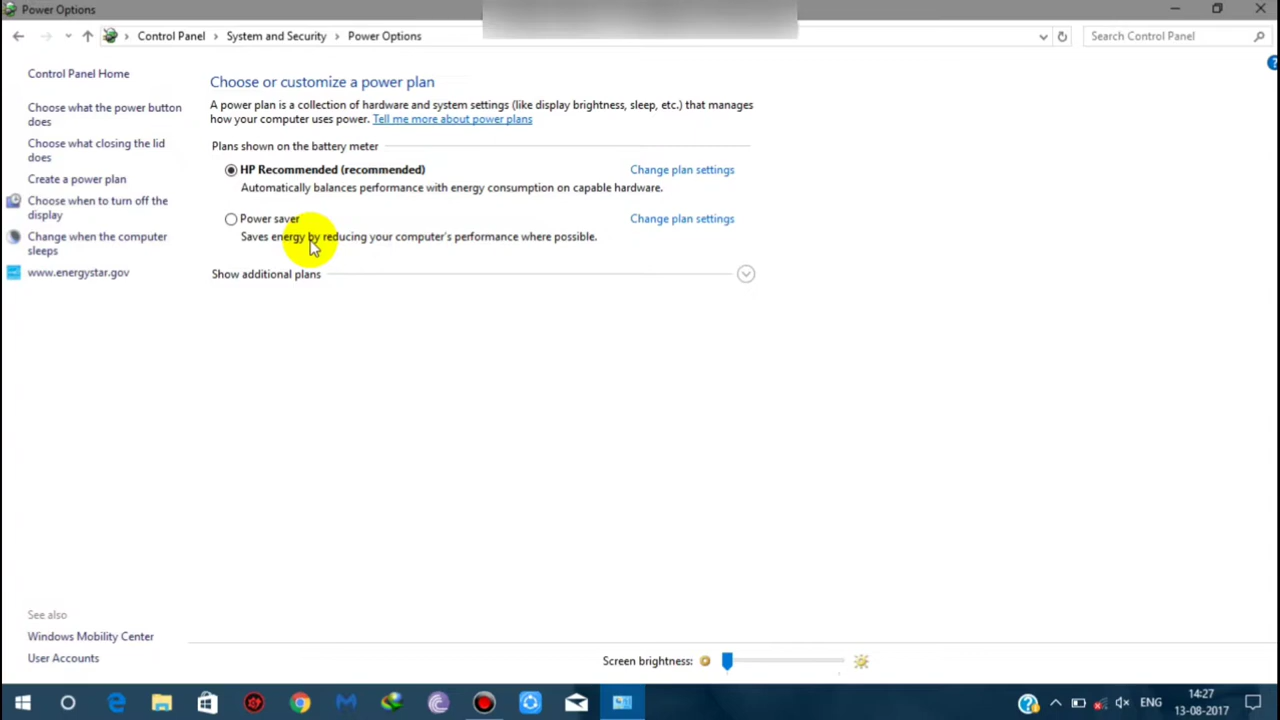 Power Options
Control Panel
System and Security
Power Options
Search Control Panel
Control Panel Home
Choose what the power button
does
Choose what closing the lid
does
Create a power plan
Choose when to turn off the
display
Change when the computer
sleeps
www.energystar.gov
Choose or customize a power plan
A power plan is a collection of hardware and system settings (like display brightness, sleep, etc.) that manages
how your computer uses power. Tell me more about power plans
Plans shown on the battery meter
HP Recommended (recommended)
Change plan settings
Automatically balances performance with energy consumption on capable hardware.
Power saver
Change plan settings
Saves energy by reducing your computer's performance where possible.
Show additional plans
See also
Windows Mobility Center
User Accounts
Screen brightness:
ENG
14:27
13-08-2017